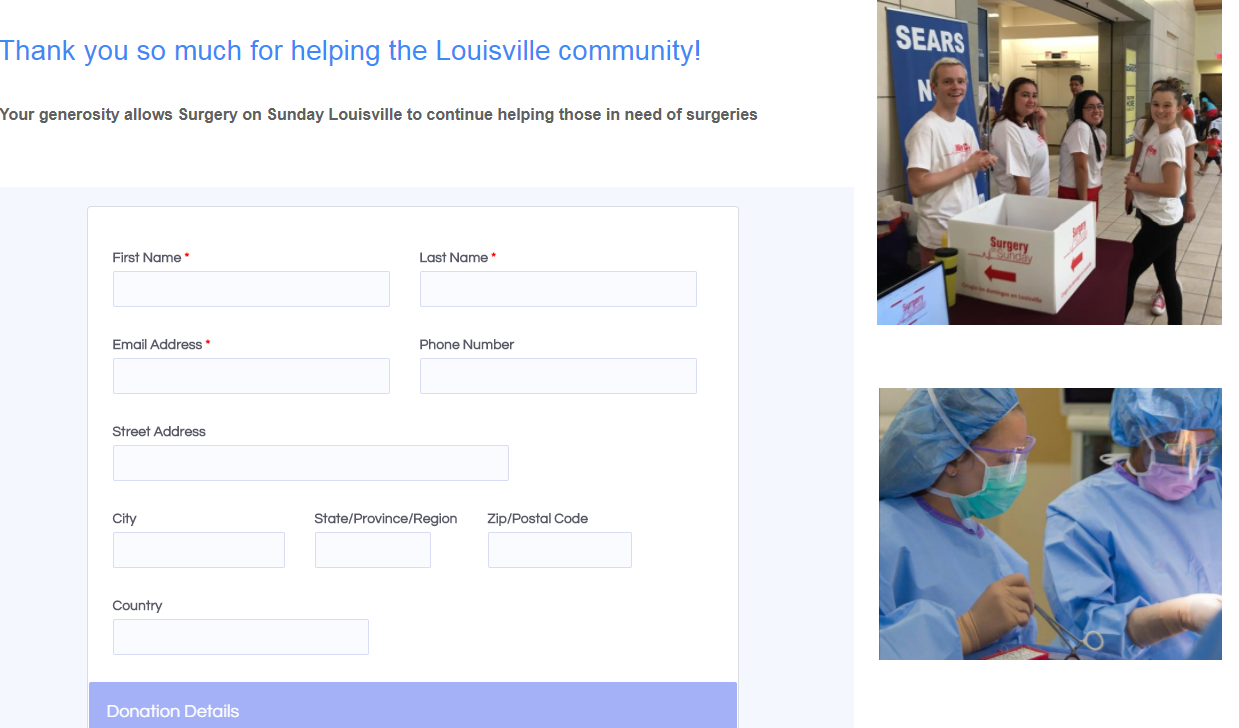 Thank you so much for helping the Louisville community!
Your generosity allows Surgery on Sunday Louisville to continue helping those in need of surgeries
First Name *
Last Name *
Email Address *
Phone Number
Street Address
City
State/Province/Region
Zip/Postal Code
Country
Donation Details
SEARS
Surgery
on Sunday
Surgery